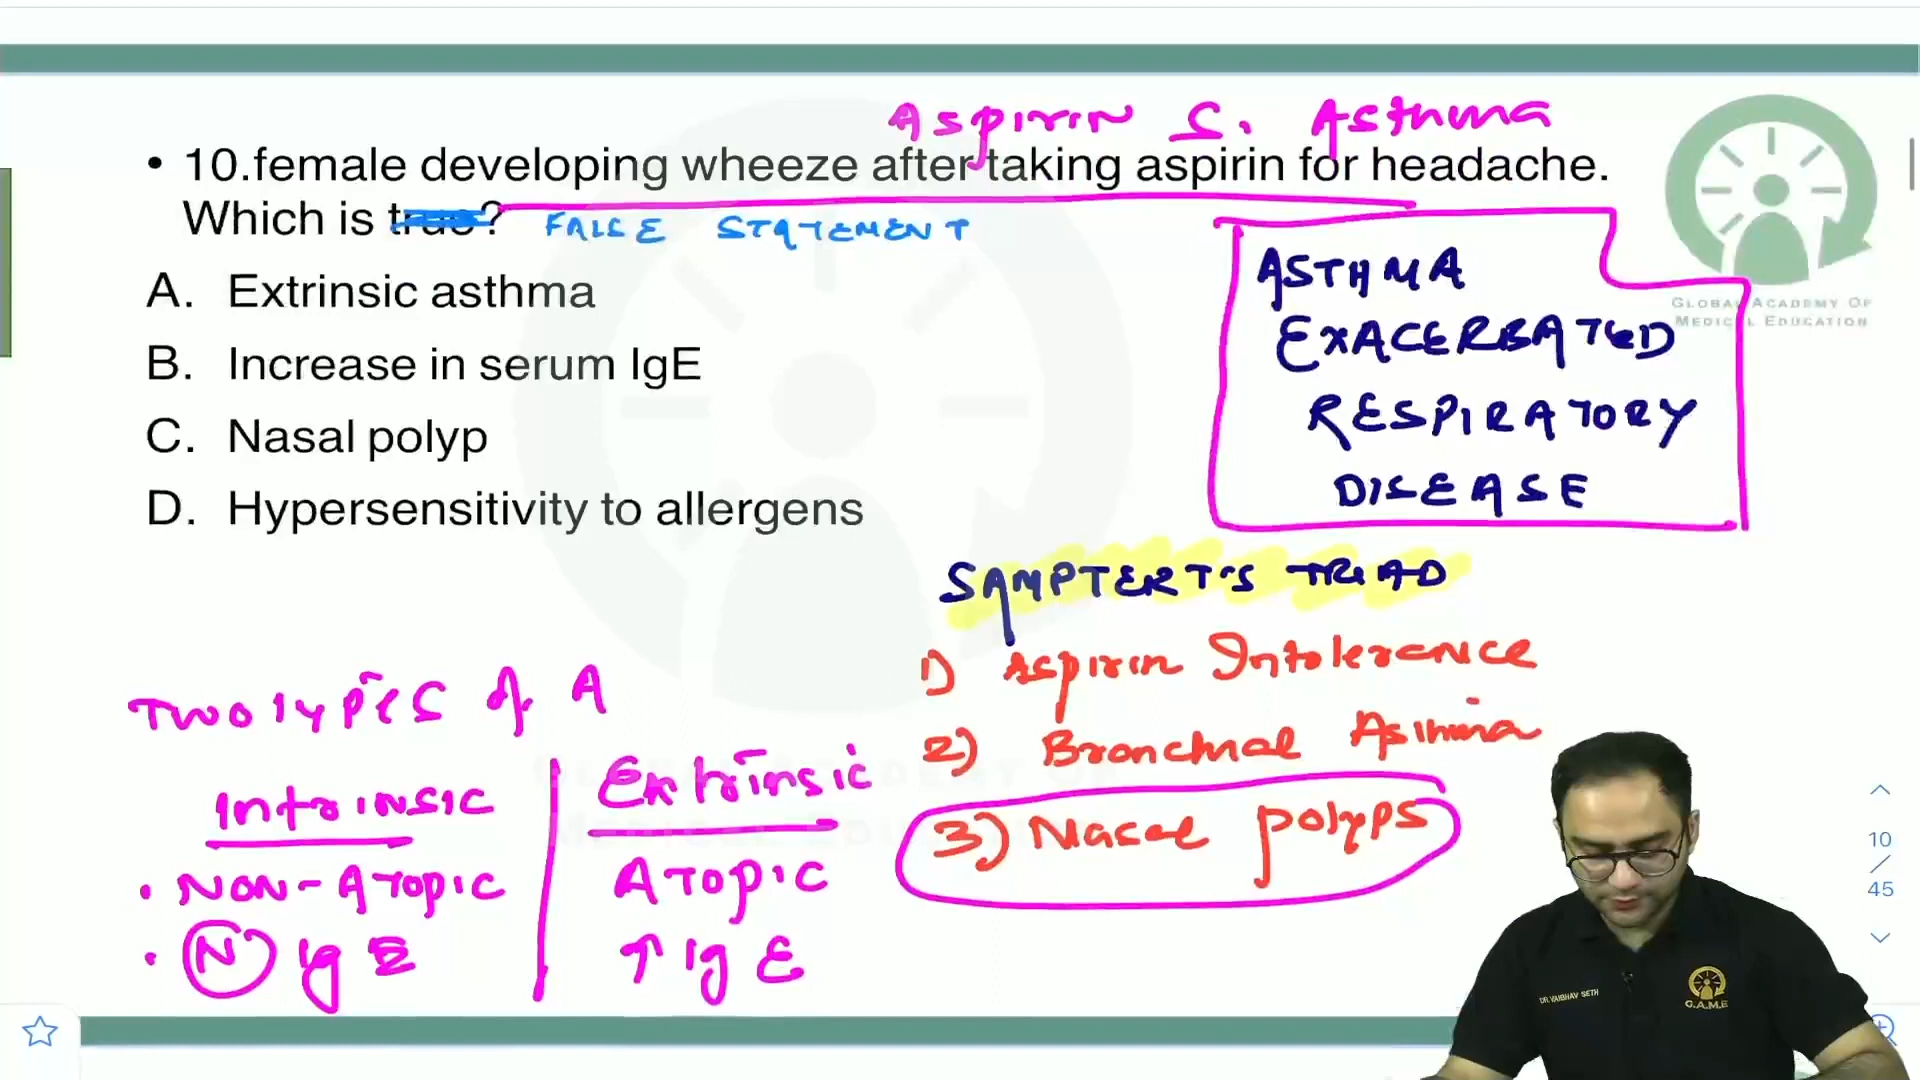 Aspirin S. Asthma
• 10.female developing wheeze after taking aspirin for headache.
Which is true? FALSE STATEMENT
A. Extrinsic asthma
B. Increase in serum IgE
C. Nasal polyp
D. Hypersensitivity to allergens
ASTHMA
EXACERBATED
RESPIRATORY
DISEASE
GLOBAL ACADEMY OF
MEDICAL EDUCATION
SAMPTERT'S TRIAD
1) Aspirin Intolerance
2) Bronchial Asthma
3) Nasal polyps
TWO TYPES of A
Intrinsic
• NON-ATOPIC
• N Ig E
Extrinsic
ATOPIC
↑ Ig E
10
/
45
DR.VAIBHAV SETH
G.A.M.E